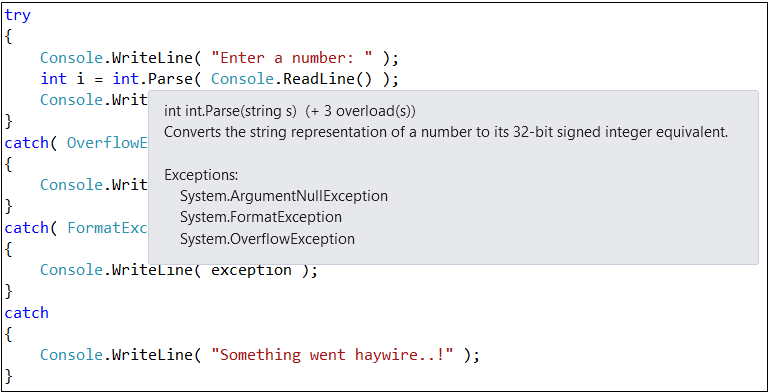 try
{
Console.WriteLine( "Enter a number: " );
int i = int.Parse( Console.ReadLine() );
Console.Writ
int int.Parse(string s) (+ 3 overload(s))
Converts the string representation of a number to its 32-bit signed integer equivalent.
Exceptions:
System.ArgumentNullException
System.FormatException
System.OverflowException
}
catch( OverflowE
{
Console.Writ
}
catch( FormatExc
{
Console.WriteLine( exception );
}
catch
{
Console.WriteLine( "Something went haywire..!" );
}